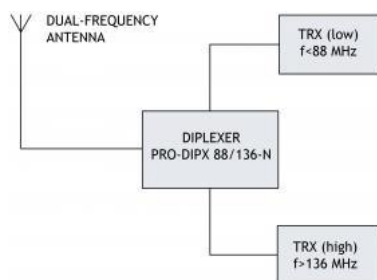 DUAL-FREQUENCY
ANTENNA
TRX (low)
f<88 MHz
DIPLEXER
PRO-DIPX 88/136-N
TRX (high)
f>136 MHz